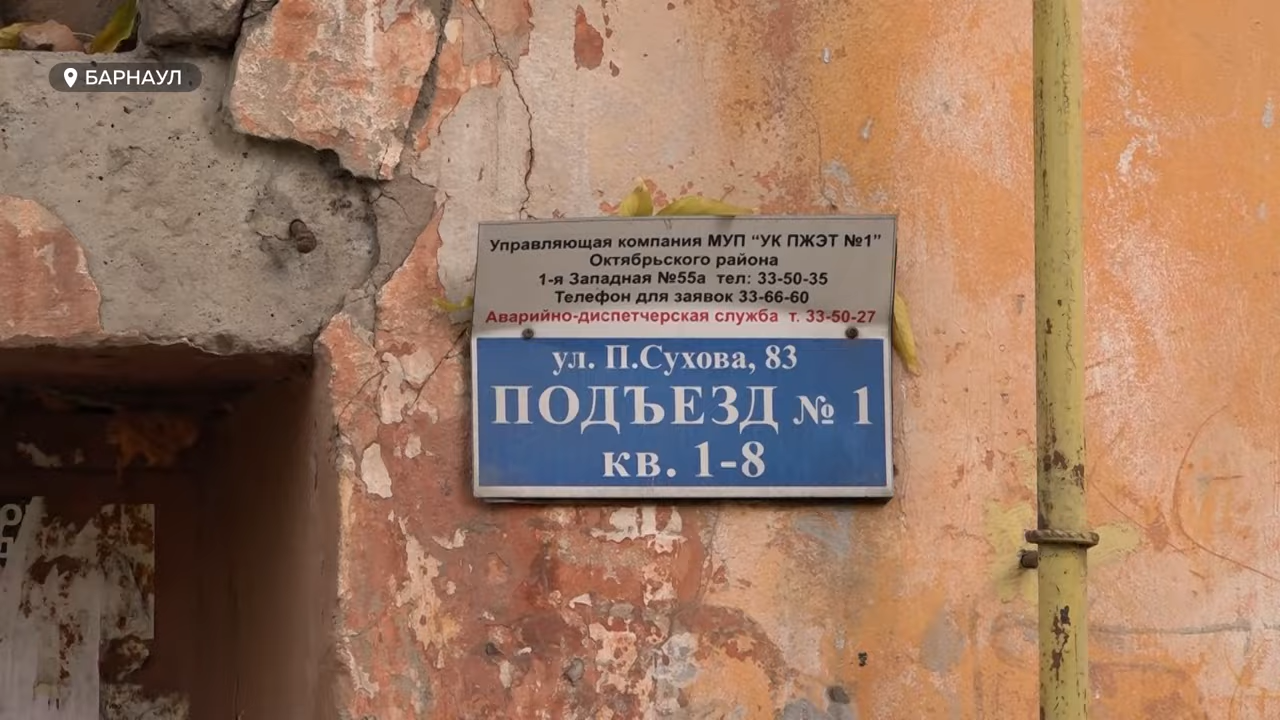 БАРНАУЛ
Управляющая компания МУП “УК ПЖЭТ №1”
Октябрьского района
1-я Западная №55а тел: 33-50-35
Телефон для заявок 33-66-60
Аварийно-диспетчерская служба т. 33-50-27
ул. П.Сухова, 83
ПОДЪЕЗД № 1
кв. 1-8